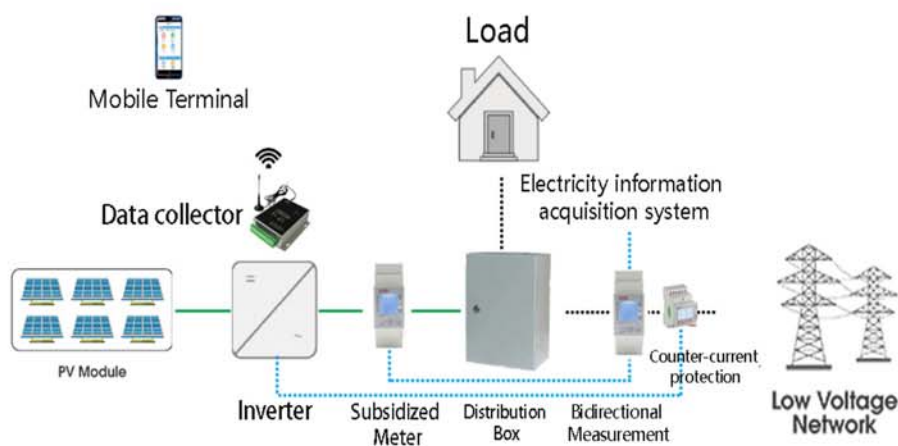 Load
Mobile Terminal
Electricity information
acquisition system
Data collector
PV Module
Counter-current
protection
Inverter
Subsidized
Meter
Distribution
Box
Bidirectional
Measurement
Low Voltage
Network